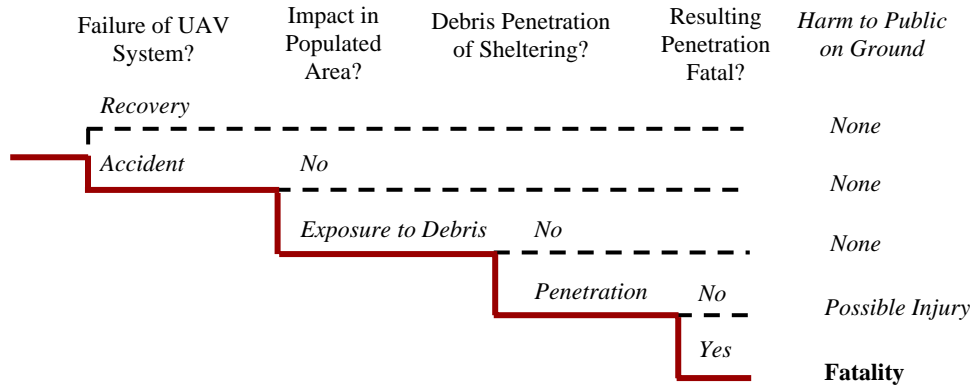 Failure of UAV
System?
Impact in
Populated
Area?
Debris Penetration
of Sheltering?
Resulting
Penetration
Fatal?
Harm to Public
on Ground
Recovery
None
Accident
No
None
Exposure to Debris
No
None
Penetration
No
Possible Injury
Yes
Fatality